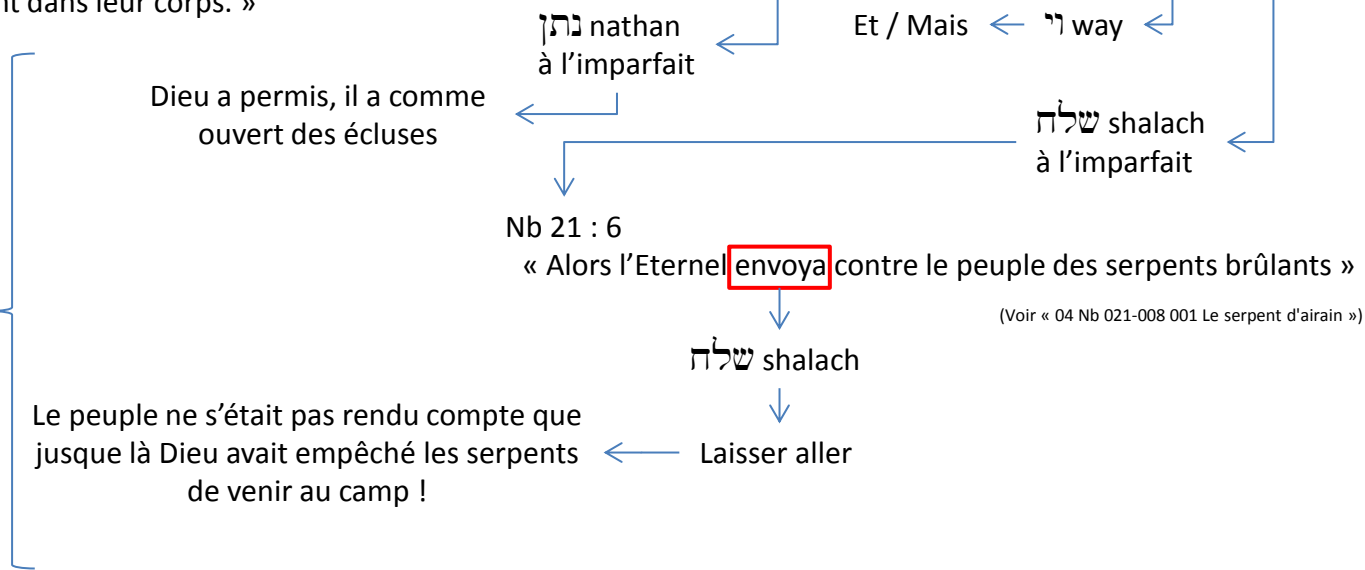 nt dans leur corps. »
נתן nathan
à l’imparfait
Et / Mais
וי way
Dieu a permis, il a comme
ouvert des écluses
שלח shalach
à l’imparfait
Nb 21 : 6
« Alors l’Eternel envoya contre le peuple des serpents brûlants »
(Voir « 04 Nb 021-008 001 Le serpent d'airain »)
שלח shalach
Le peuple ne s’était pas rendu compte que
jusque là Dieu avait empêché les serpents
de venir au camp !
Laisser aller